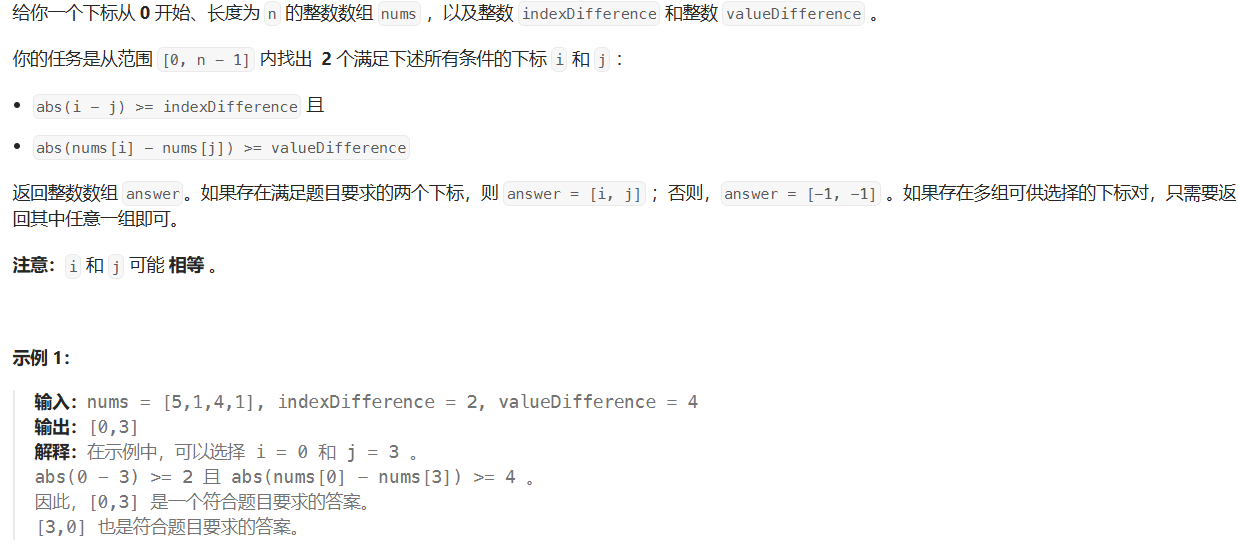 给你一个下标从 0 开始、长度为 n 的整数数组 nums ，以及整数 indexDifference 和整数 valueDifference 。
你的任务是从范围 [0, n - 1] 内找出 2 个满足下述所有条件的下标 i 和 j ：
• abs(i - j) >= indexDifference 且
• abs(nums[i] - nums[j]) >= valueDifference
返回整数数组 answer。如果存在满足题目要求的两个下标，则 answer = [i, j] ；否则，answer = [-1, -1] 。如果存在多组可供选择的下标对，只需要返
回其中任意一组即可。
注意：i 和 j 可能 相等 。
示例 1：
输入：nums = [5,1,4,1], indexDifference = 2, valueDifference = 4
输出：[0,3]
解释：在示例中，可以选择 i = 0 和 j = 3 。
abs(0 - 3) >= 2 且 abs(nums[0] - nums[3]) >= 4 。
因此，[0,3] 是一个符合题目要求的答案。
[3,0] 也是符合题目要求的答案。